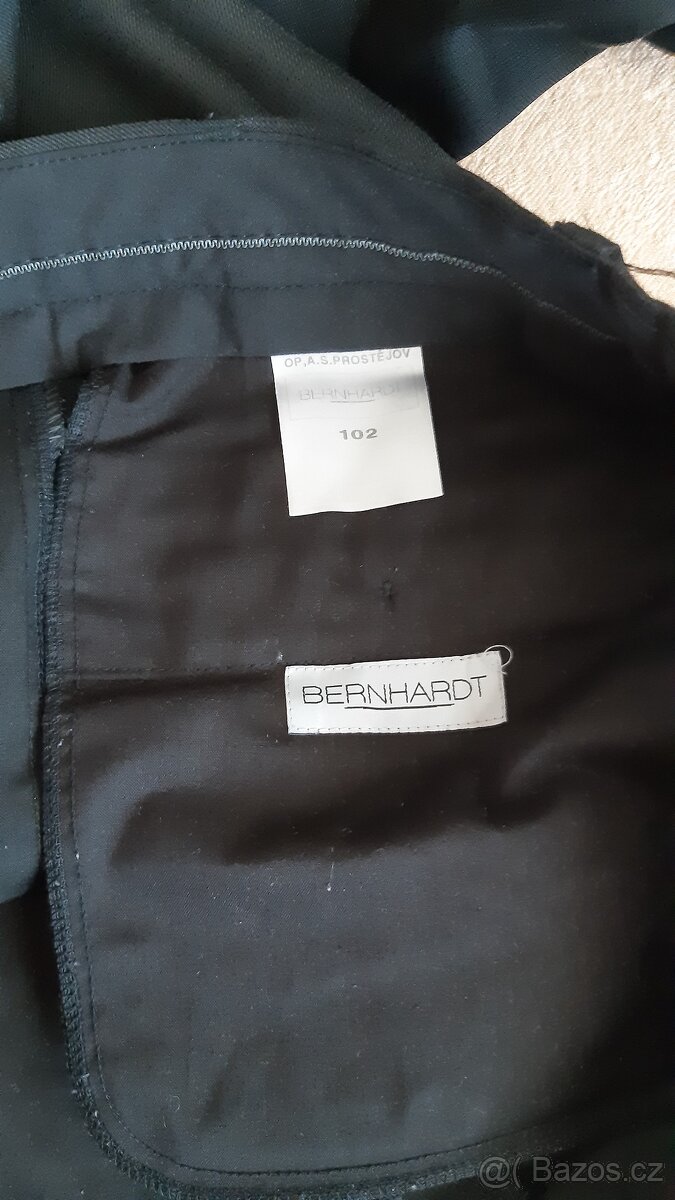 OP,A.S.PROSTĚJOV
BERNHARDT
102
BERNHARDT
@( Bazos.cz